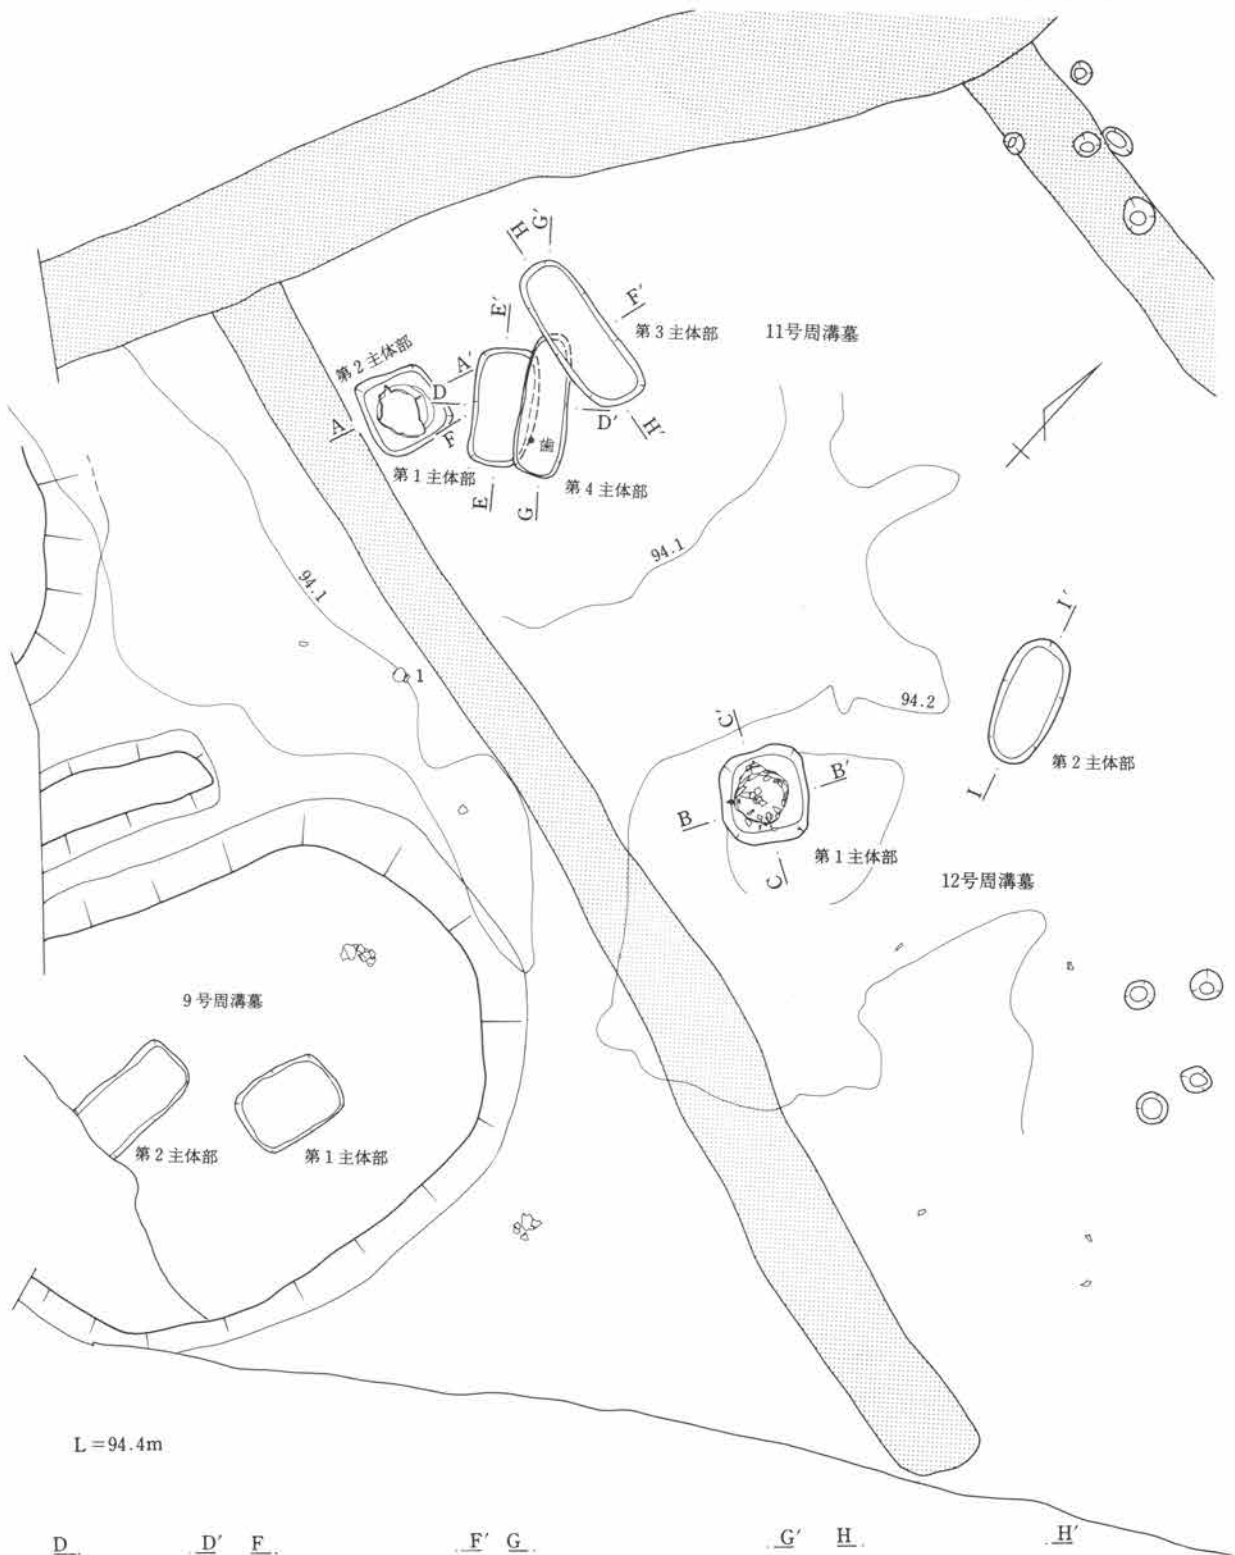 H
G′
E′
F′
第3主体部
11号周溝墓
第2主体部
A′
D
A
F
D′
H′
歯
第1主体部
第4主体部
E
G
94.1
94.1
I′
1
94.2
C′
B′
第2主体部
I
B
第1主体部
C
12号周溝墓
9号周溝墓
第2主体部
第1主体部
L=94.4m
D D′ F F′ G G′ H H′